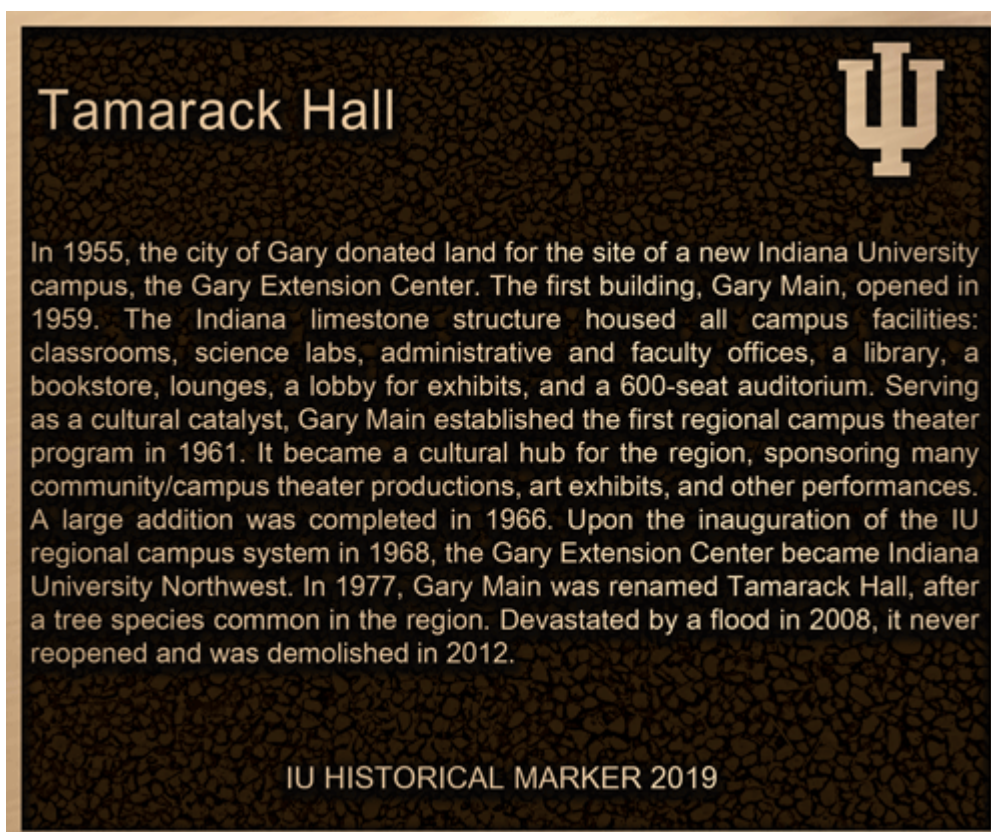 Tamarack Hall
In 1955, the city of Gary donated land for the site of a new Indiana University
campus, the Gary Extension Center. The first building, Gary Main, opened in
1959. The Indiana limestone structure housed all campus facilities:
classrooms, science labs, administrative and faculty offices, a library, a
bookstore, lounges, a lobby for exhibits, and a 600-seat auditorium. Serving
as a cultural catalyst, Gary Main established the first regional campus theater
program in 1961. It became a cultural hub for the region, sponsoring many
community/campus theater productions, art exhibits, and other performances.
A large addition was completed in 1966. Upon the inauguration of the IU
regional campus system in 1968, the Gary Extension Center became Indiana
University Northwest. In 1977, Gary Main was renamed Tamarack Hall, after
a tree species common in the region. Devastated by a flood in 2008, it never
reopened and was demolished in 2012.
IU HISTORICAL MARKER 2019